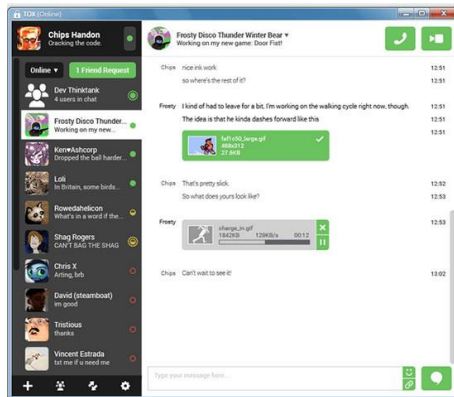 TOX (Online)
Chips Handon
Cracking the code.
Online
1 Friend Request
Dev Thinktank
4 users in chat
Frosty Disco Thunder...
Working on my new...
Ken♥Ashcorp
Dropped the ball harder...
Loli
In Britain, some birds...
Rowedahelicon
What's in a word if the...
Shag Rogers
CAN'T BAG THE SHAG
Chris X
Arting, brb
David (steamboat)
im good
Tristious
thanks
Vincent Estrada
txt me if u need me
Frosty Disco Thunder Winter Bear
Working on my new game: Door Fist!
Chips nice ink work 12:51
so where's the rest of it? 12:51
Frosty I kind of had to leave for a bit. I'm working on the walking cycle right now, though. 12:51
The idea is that he kinda dashes forward like this 12:51
12:51
faf1c50_large.gif
488x312
27.6KB
Chips That's pretty slick. 12:52
So what does yours look like? 12:53
Frosty 12:53
charge_in.gif
1842KB 129KB/s 00:12
Chips Can't wait to see it! 13:02
Type your message here...